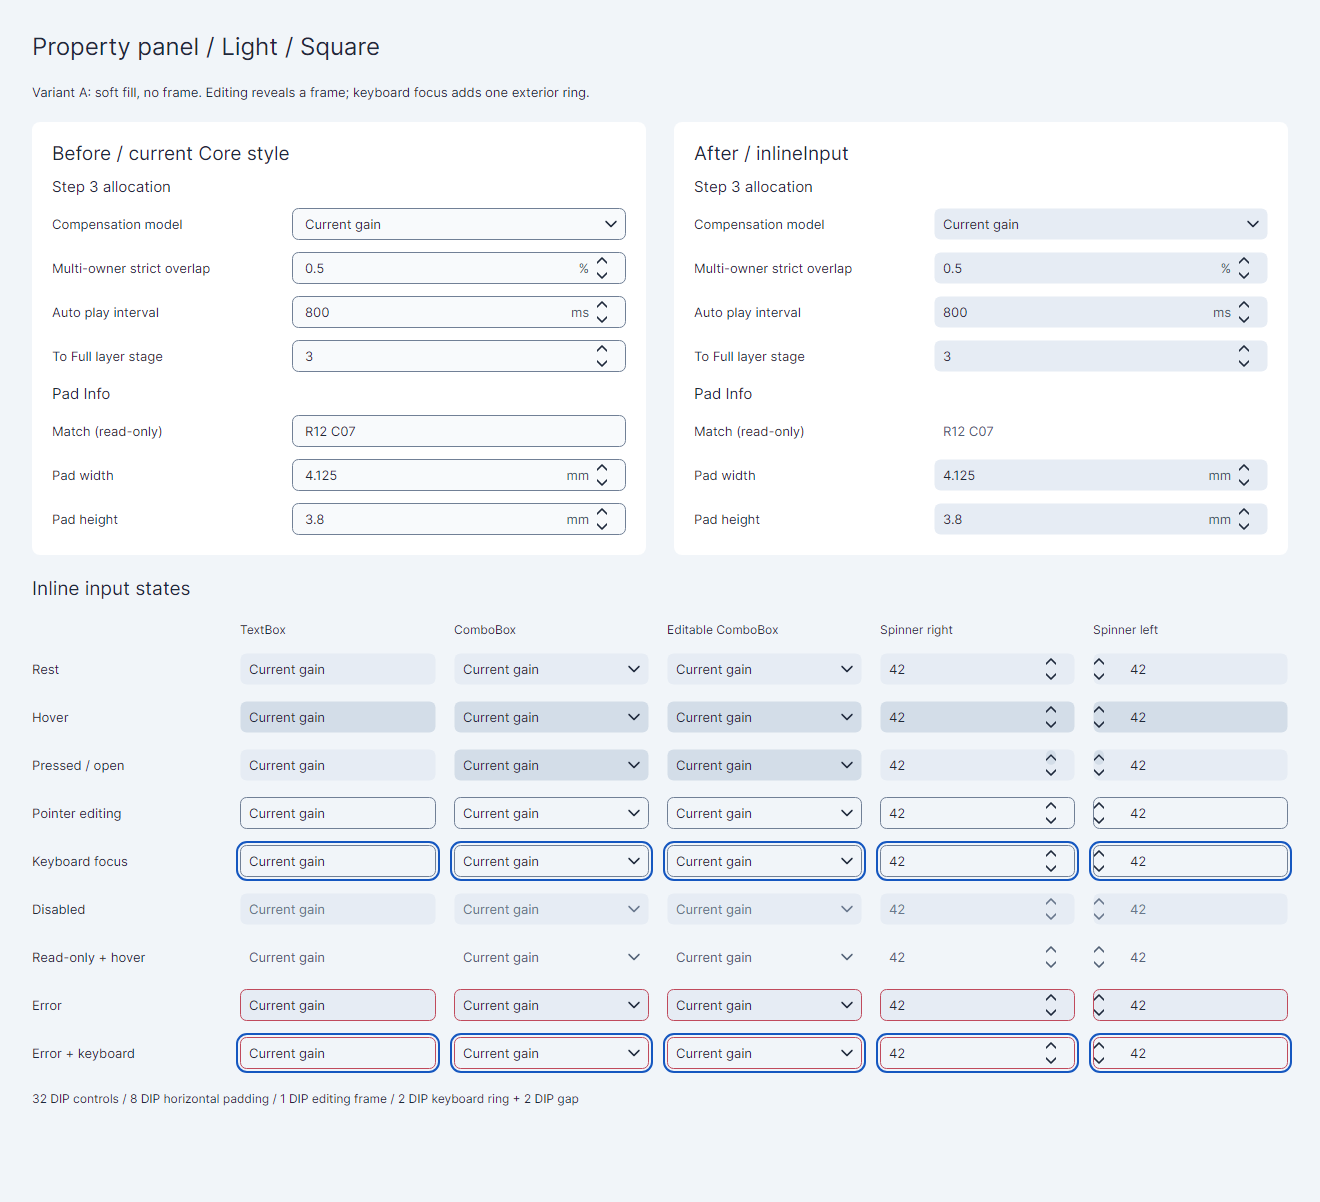 Property panel / Light / Square
Variant A: soft fill, no frame. Editing reveals a frame; keyboard focus adds one exterior ring.
Before / current Core style
Step 3 allocation
Compensation model Current gain
Multi-owner strict overlap 0.5 %
Auto play interval 800 ms
To Full layer stage 3
Pad Info
Match (read-only) R12 C07
Pad width 4.125 mm
Pad height 3.8 mm
After / inlineInput
Step 3 allocation
Compensation model Current gain
Multi-owner strict overlap 0.5 %
Auto play interval 800 ms
To Full layer stage 3
Pad Info
Match (read-only) R12 C07
Pad width 4.125 mm
Pad height 3.8 mm
Inline input states
TextBox ComboBox Editable ComboBox Spinner right Spinner left
Rest Current gain Current gain Current gain 42 42
Hover Current gain Current gain Current gain 42 42
Pressed / open Current gain Current gain Current gain 42 42
Pointer editing Current gain Current gain Current gain 42 42
Keyboard focus Current gain Current gain Current gain 42 42
Disabled Current gain Current gain Current gain 42 42
Read-only + hover Current gain Current gain Current gain 42 42
Error Current gain Current gain Current gain 42 42
Error + keyboard Current gain Current gain Current gain 42 42
32 DIP controls / 8 DIP horizontal padding / 1 DIP editing frame / 2 DIP keyboard ring + 2 DIP gap